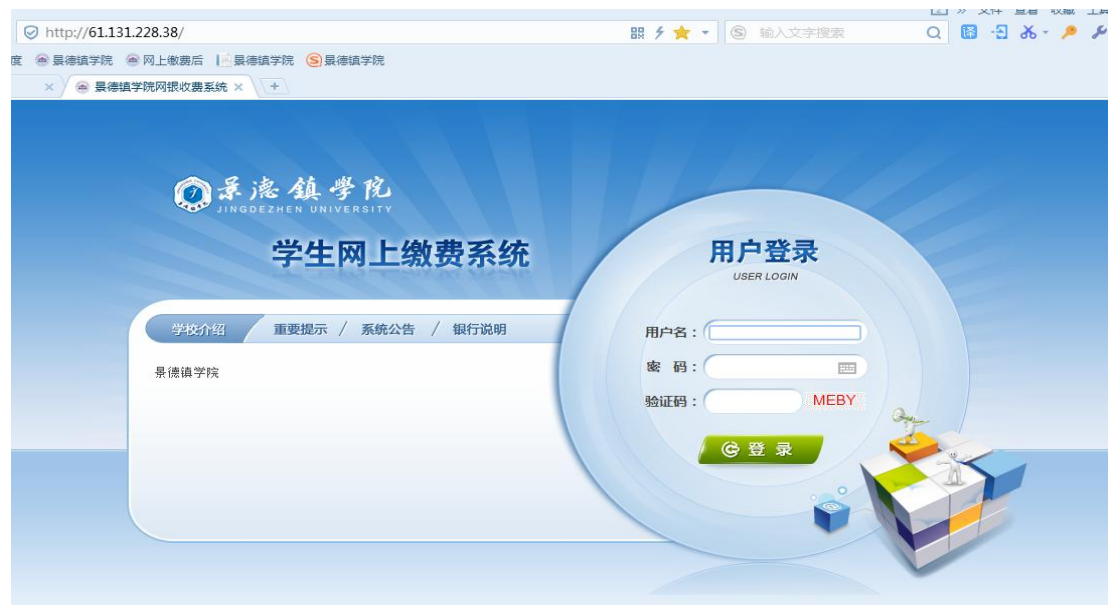 文件 查看 收藏 工具
http://61.131.228.38/
输入文字搜索
译
度 景德镇学院 网上缴费后 景德镇学院 景德镇学院
景德镇学院网银收费系统
景德鎮學院
JINGDEZHEN UNIVERSITY
学生网上缴费系统
用户登录
USER LOGIN
学校介绍 重要提示 / 系统公告 / 银行说明
景德镇学院
用户名：
密 码：
验证码： MEBY
登 录